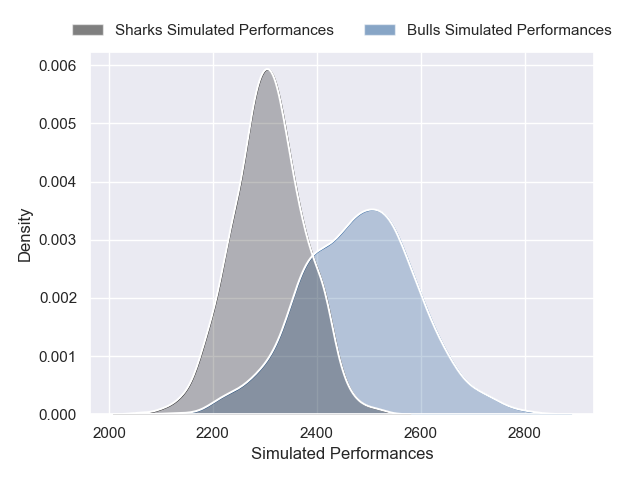 Sharks Simulated Performances Bulls Simulated Performances
0.006
0.005
0.004
0.003
0.002
0.001
0.000
Density
2000 2200 2400 2600 2800
Simulated Performances